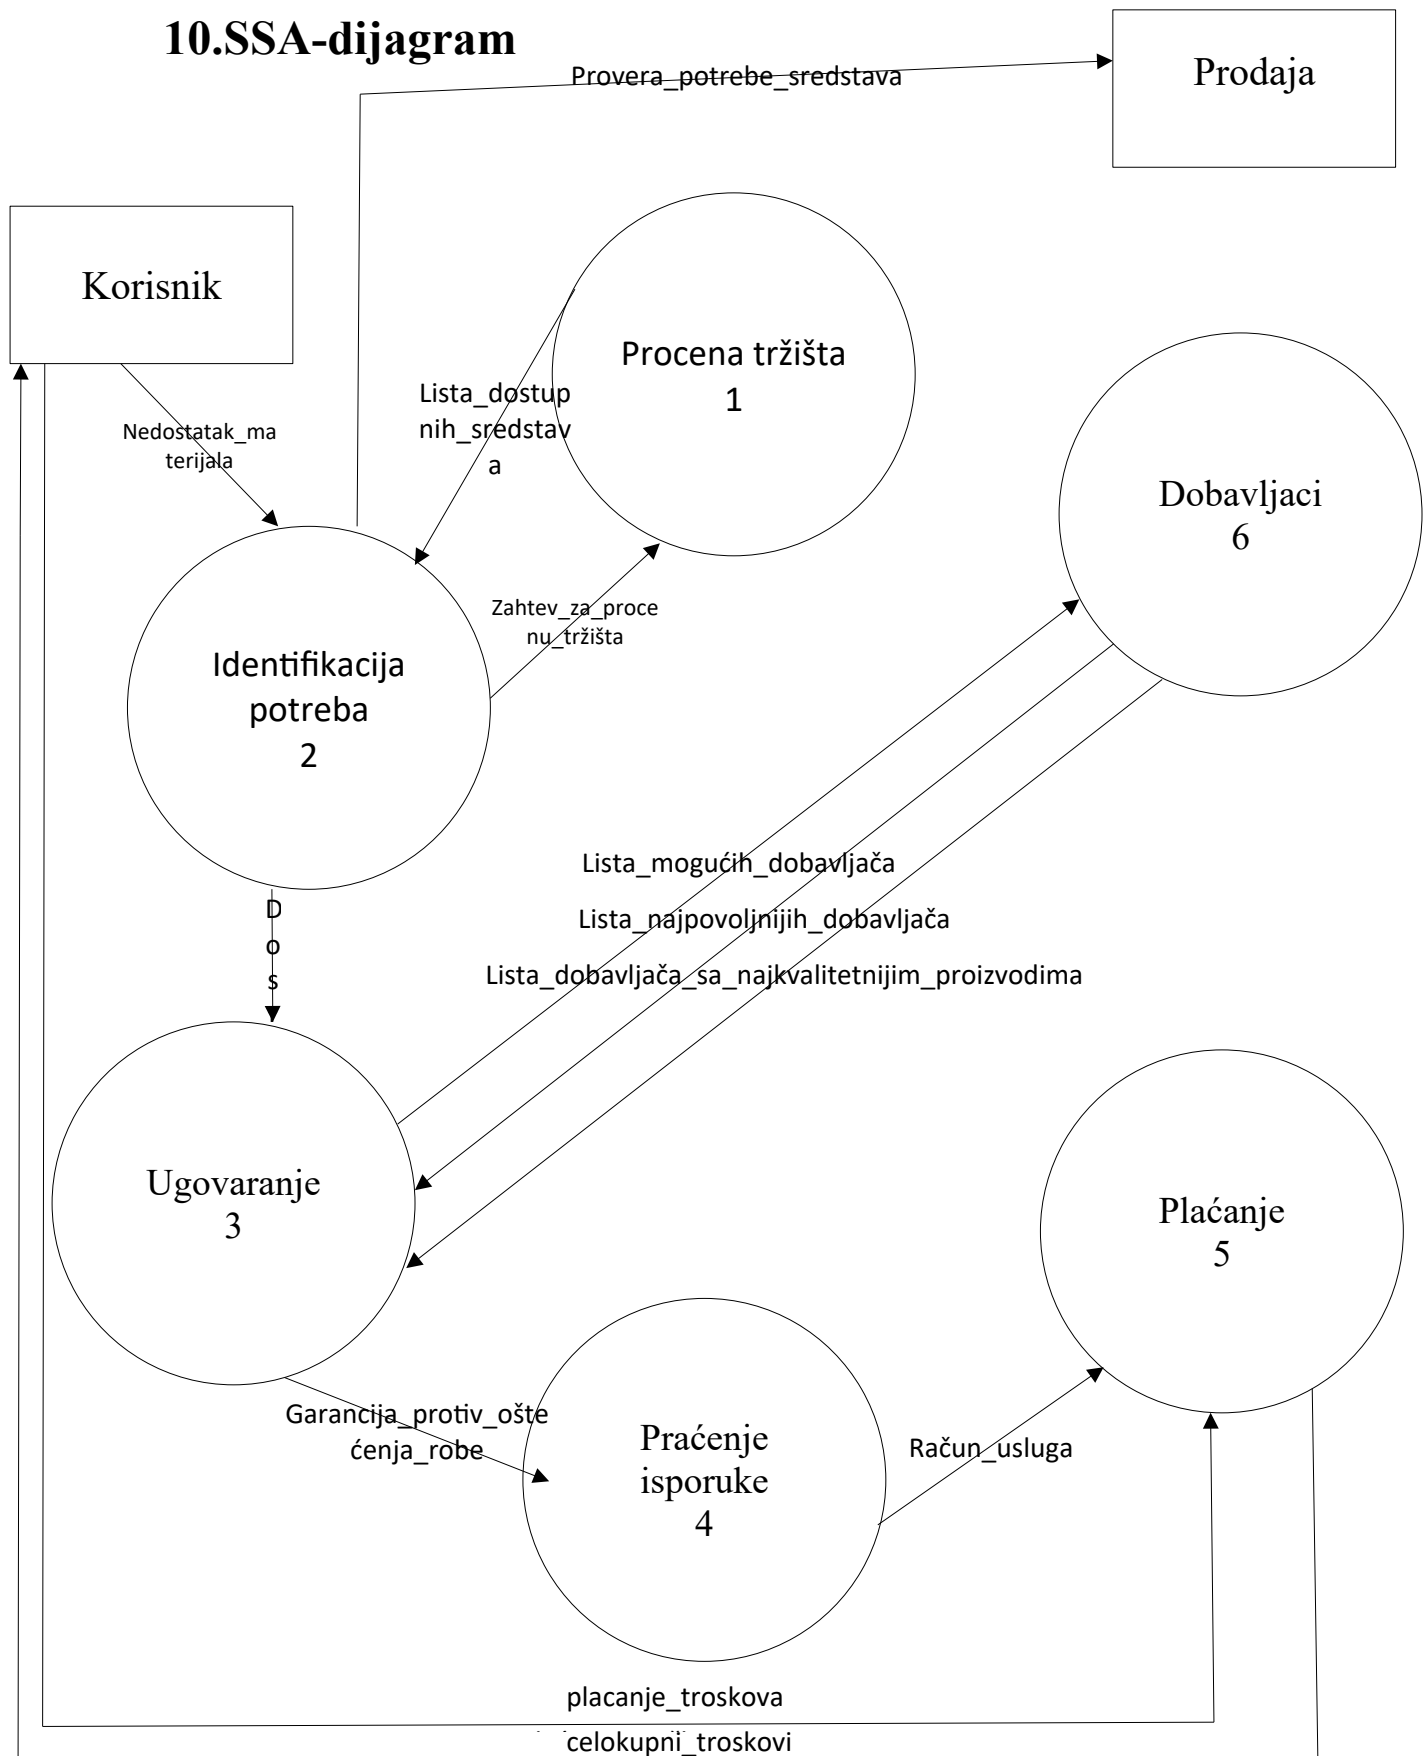 10.SSA-dijagram
Provera_potrebe_sredstava
Prodaja
Korisnik
Procena tržišta
1
Lista_dostup
nih_sredstav
a
Nedostatak_ma
terijala
Dobavljaci
6
Zahtev_za_proce
nu_tržišta
Identifikacija
potreba
2
Lista_mogućih_dobavljača
D
o
s
Lista_najpovoljnijih_dobavljača
Lista_dobavljača_sa_najkvalitetnijim_proizvodima
Ugovaranje
3
Plaćanje
5
Garancija_protiv_ošte
ćenja_robe
Praćenje
isporuke
4
Račun_usluga
placanje_troskova
celokupni_troskovi